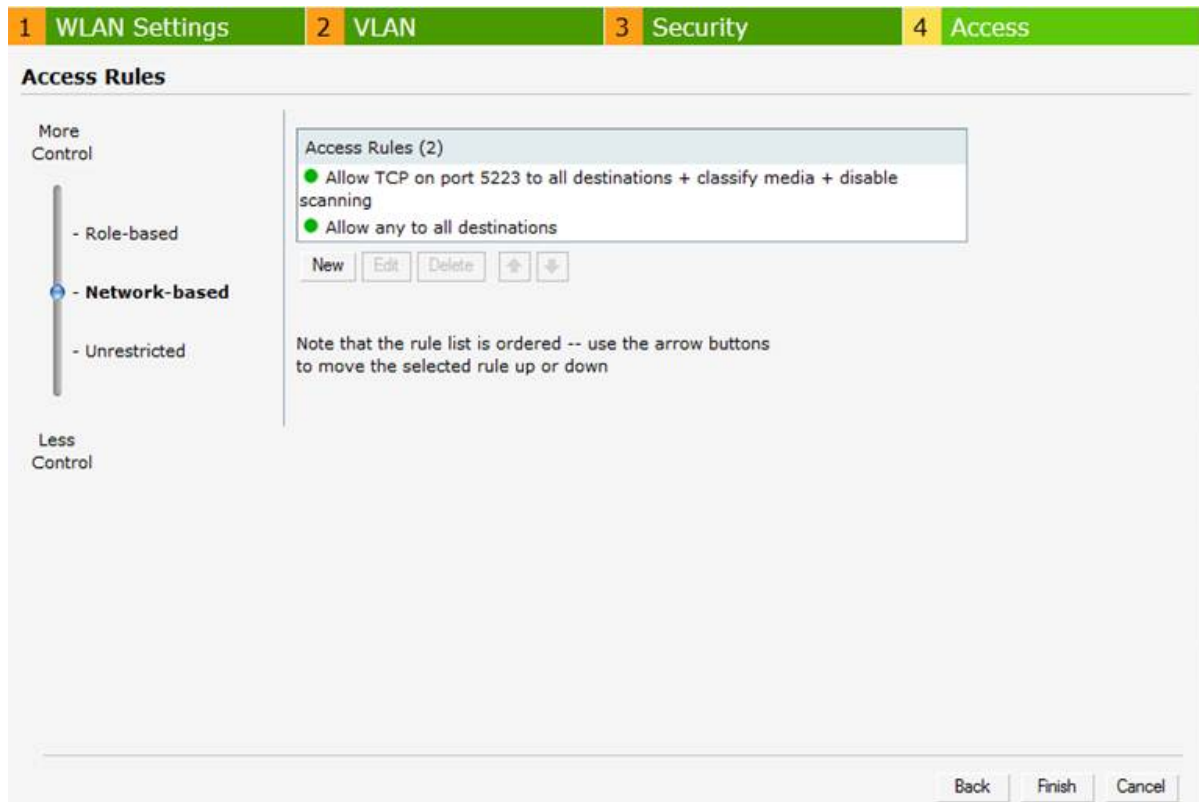 1 WLAN Settings 2 VLAN 3 Security 4 Access
Access Rules
More
Control
- Role-based
- Network-based
- Unrestricted
Less
Control
Access Rules (2)
Allow TCP on port 5223 to all destinations + classify media + disable
scanning
Allow any to all destinations
New Edit Delete
Note that the rule list is ordered -- use the arrow buttons
to move the selected rule up or down
Back Finish Cancel